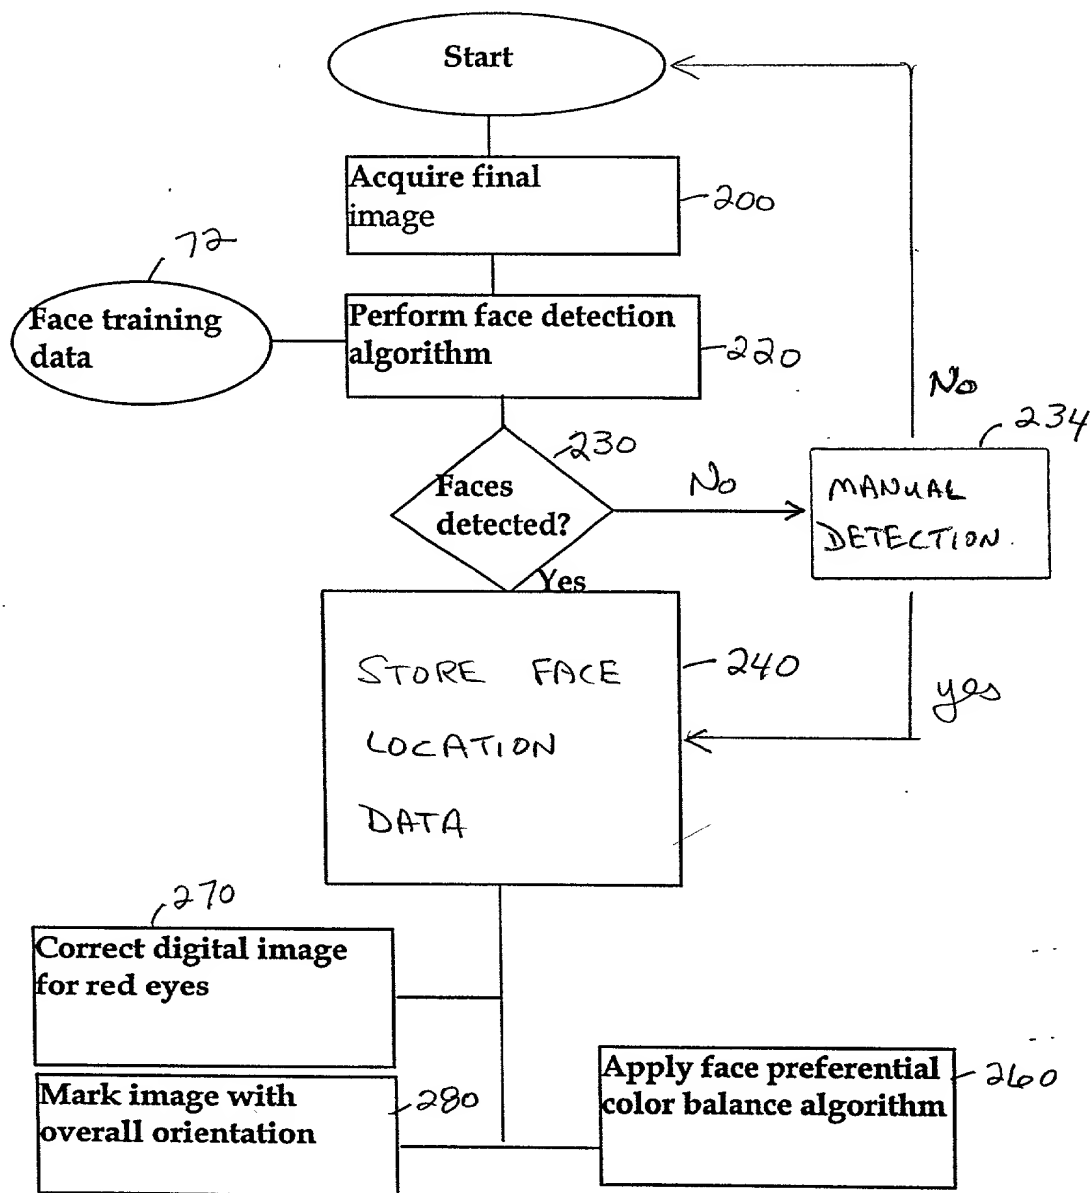 Start
Acquire final
image
200
72
Face training
data
Perform face detection
algorithm
220
No
234
230
Faces
detected?
No
MANUAL
DETECTION.
Yes
STORE FACE
LOCATION
DATA
240
yes
270
Correct digital image
for red eyes
Mark image with
overall orientation
280
Apply face preferential
color balance algorithm
260